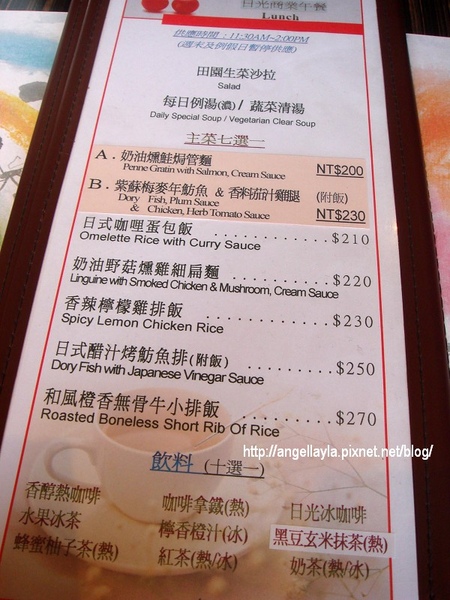 日光商業午餐
Lunch
供應時間：11:30AM~2:00PM
(週末及例假日暫停供應)
田園生菜沙拉
Salad
每日例湯(濃) / 蔬菜清湯
Daily Special Soup / Vegetarian Clear Soup
主菜七選一
A．奶油燻鮭焗管麵
Penne Gratin with Salmon, Cream Sauce NT$200
B．紫蘇梅麥年魴魚 & 香料茄汁雞腿 (附飯)
Dory Fish, Plum Sauce
& Chicken, Herb Tomato Sauce NT$230
日式咖哩蛋包飯 ............$210
Omelette Rice with Curry Sauce
奶油野菇燻雞細扁麵 ............$220
Linguine with Smoked Chicken & Mushroom, Cream Sauce
香辣檸檬雞排飯 ............$230
Spicy Lemon Chicken Rice
日式醋汁烤魴魚排(附飯) ............$250
Dory Fish with Japanese Vinegar Sauce
和風橙香無骨牛小排飯 ............$270
Roasted Boneless Short Rib Of Rice
http://angellayla.pixnet.net/blog/
飲料 (十選一)
香醇熱咖啡 咖啡拿鐵(熱) 日光冰咖啡
水果冰茶 檸香橙汁(冰) 黑豆玄米抹茶(熱)
蜂蜜柚子茶(熱) 紅茶(熱/冰) 奶茶(熱/冰)